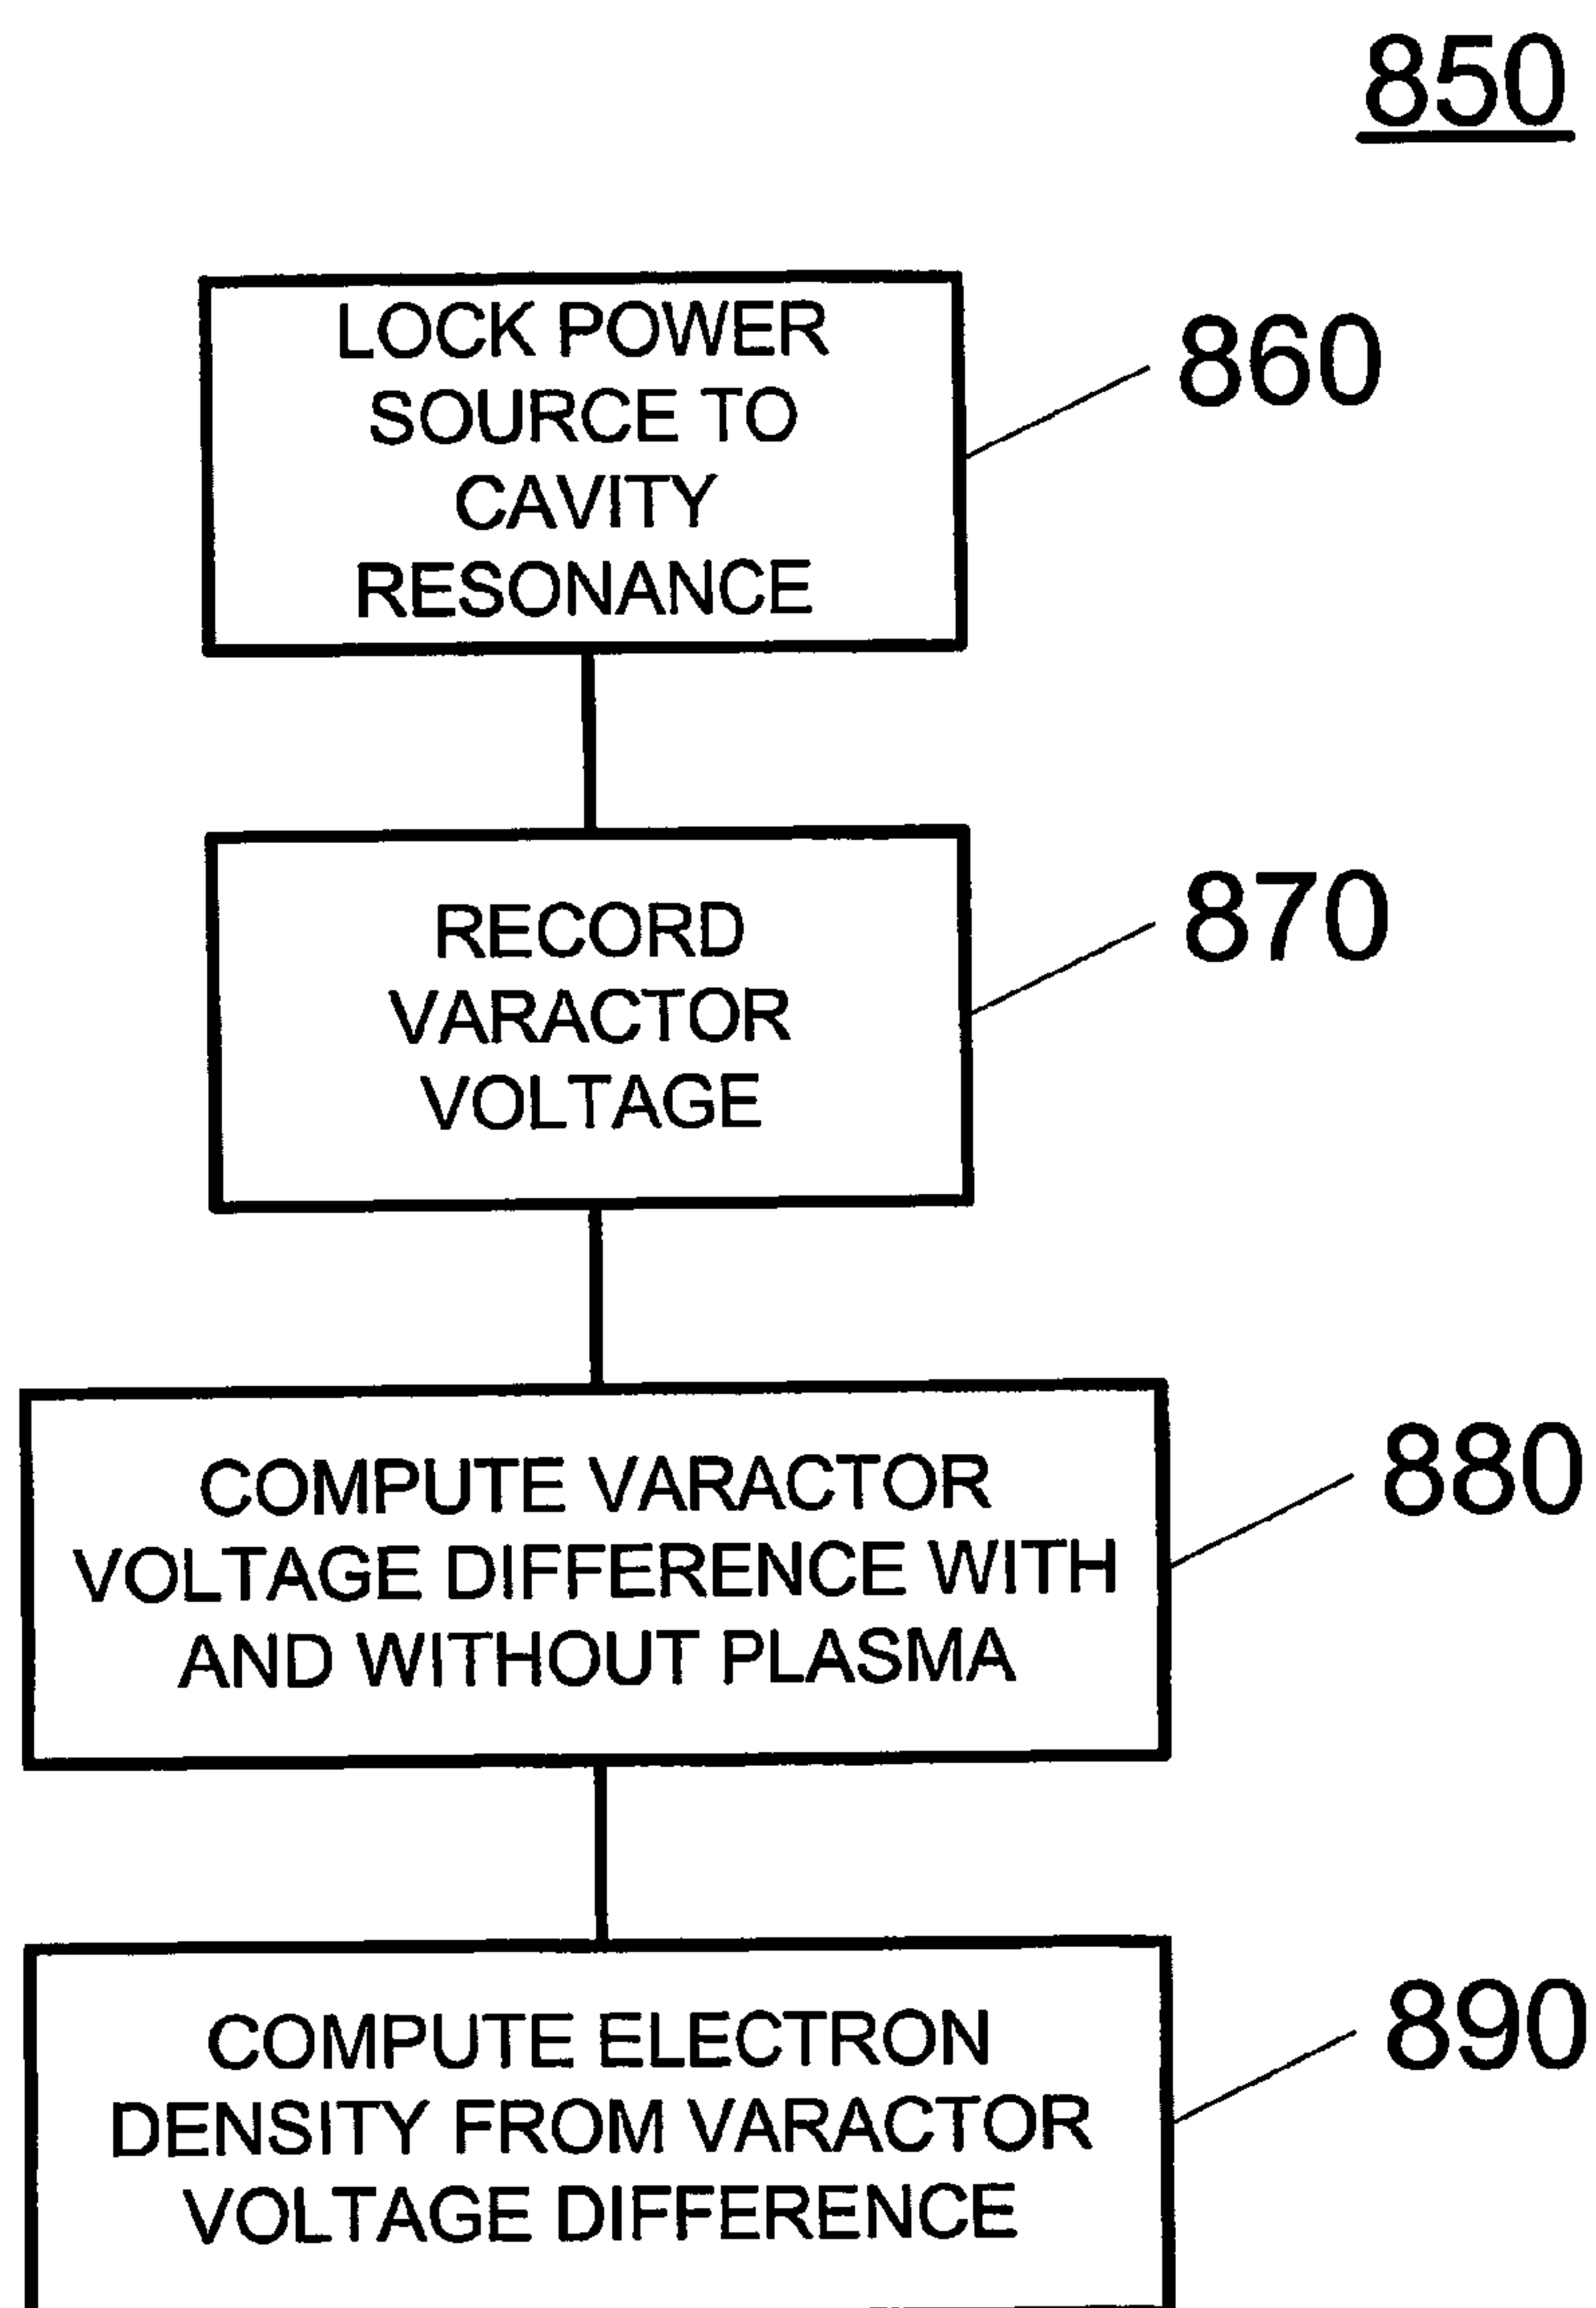 850
LOCK POWER
SOURCE TO
CAVITY
RESONANCE
860
RECORD
VARACTOR
VOLTAGE
870
COMPUTE VARACTOR
VOLTAGE DIFFERENCE WITH
AND WITHOUT PLASMA
880
COMPUTE ELECTRON
DENSITY FROM VARACTOR
VOLTAGE DIFFERENCE
890